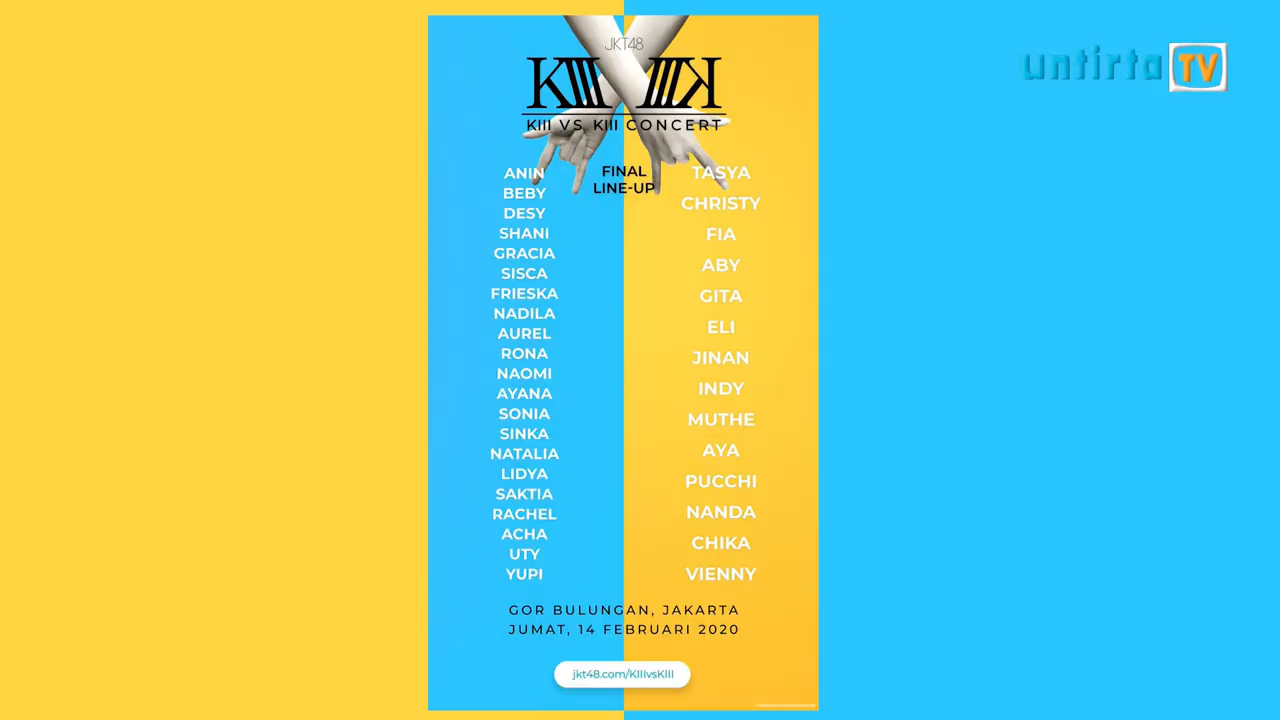 untirta TV
JKT48
KIII KIII
KIII VS KIII CONCERT
FINAL
LINE-UP
ANIN
BEBY
DESY
SHANI
GRACIA
SISCA
FRIESKA
NADILA
AUREL
RONA
NAOMI
AYANA
SONIA
SINKA
NATALIA
LIDYA
SAKTIA
RACHEL
ACHA
UTY
YUPI
TASYA
CHRISTY
FIA
ABY
GITA
ELI
JINAN
INDY
MUTHE
AYA
PUCCHI
NANDA
CHIKA
VIENNY
GOR BULUNGAN, JAKARTA
JUMAT, 14 FEBRUARI 2020
jkt48.com/KIIIvsKIII